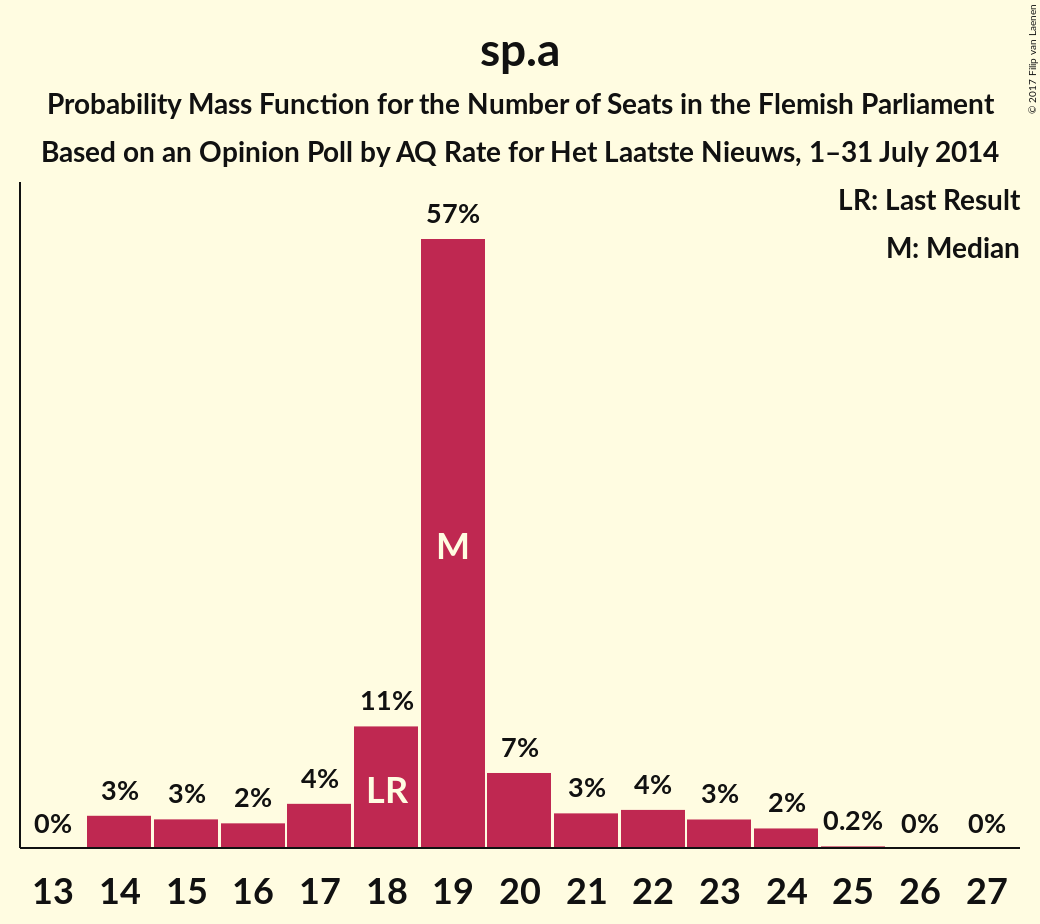 sp.a
Probability Mass Function for the Number of Seats in the Flemish Parliament
Based on an Opinion Poll by AQ Rate for Het Laatste Nieuws, 1–31 July 2014
LR: Last Result
M: Median
57%
M
11%
LR
7%
4%
3%
3%
2%
0%
3%
4%
3%
2%
0.2%
0%
0%
13 14 15 16 17 18 19 20 21 22 23 24 25 26 27
© 2017 Filip van Laenen